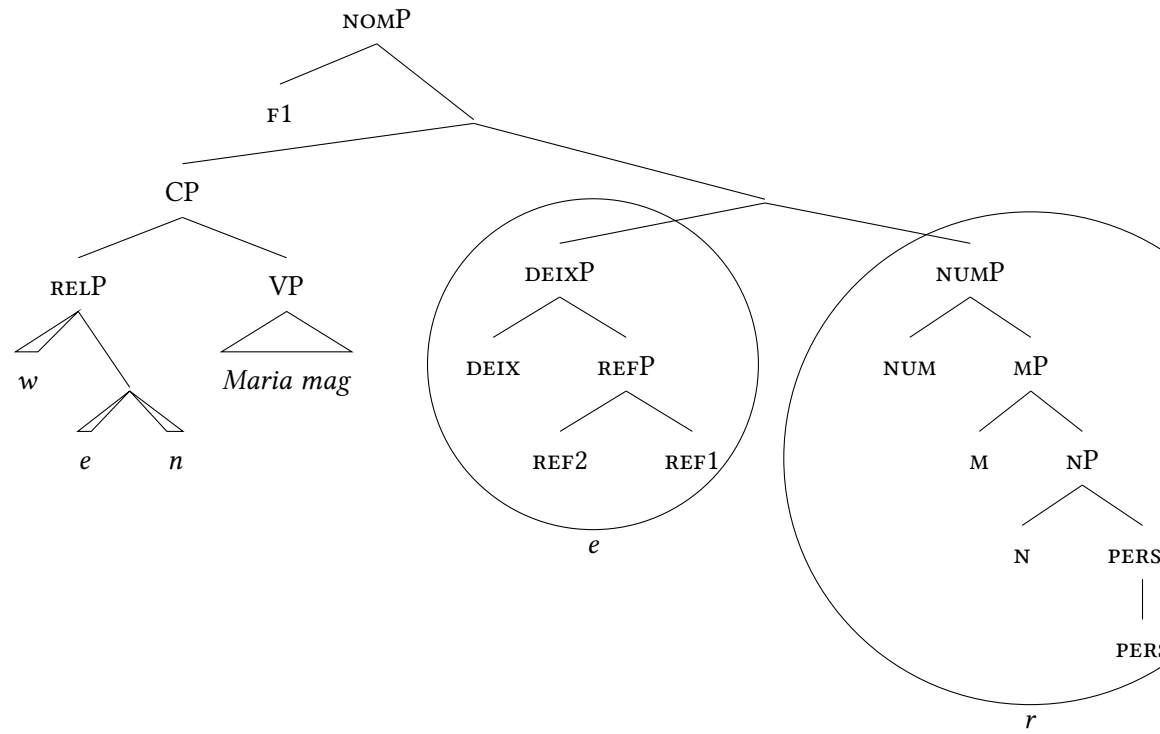 NOMP
F1
CP
RELP VP DEIXP NUMP
w Maria mag DEIX REFP NUM MP
e n REF2 REF1 M NP
e N PERS
PERS
r